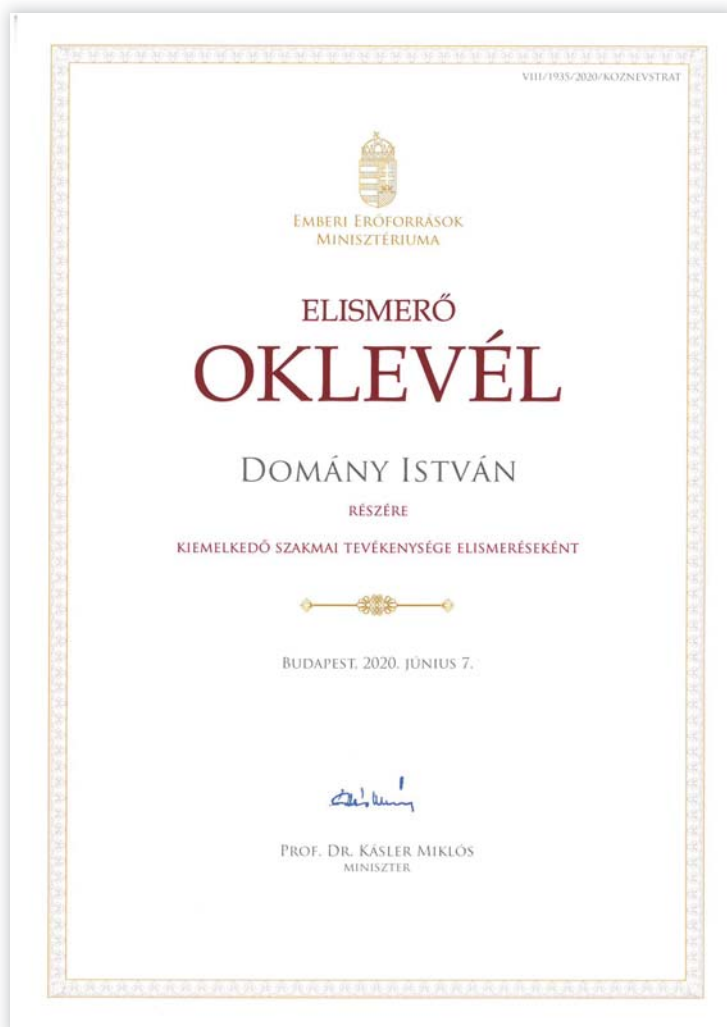 VIII/1935/2020/KOZNEVSTRAT
EMBERI ERŐFORRÁSOK
MINISZTÉRIUMA
ELISMERŐ
OKLEVÉL
DOMÁNY ISTVÁN
RÉSZÉRE
KIEMELKEDŐ SZAKMAI TEVÉKENYSÉGE ELISMERÉSEKÉNT
BUDAPEST, 2020. JÚNIUS 7.
PROF. DR. KÁSLER MIKLÓS
MINISZTER